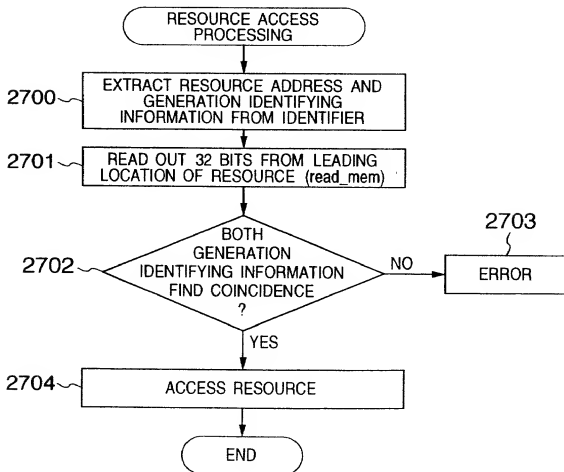 RESOURCE ACCESS
PROCESSING
2700
EXTRACT RESOURCE ADDRESS AND
GENERATION IDENTIFYING
INFORMATION FROM IDENTIFIER
2701
READ OUT 32 BITS FROM LEADING
LOCATION OF RESOURCE (read_mem)
2702
BOTH
GENERATION
IDENTIFYING INFORMATION
FIND COINCIDENCE
?
NO
2703
ERROR
YES
2704
ACCESS RESOURCE
END